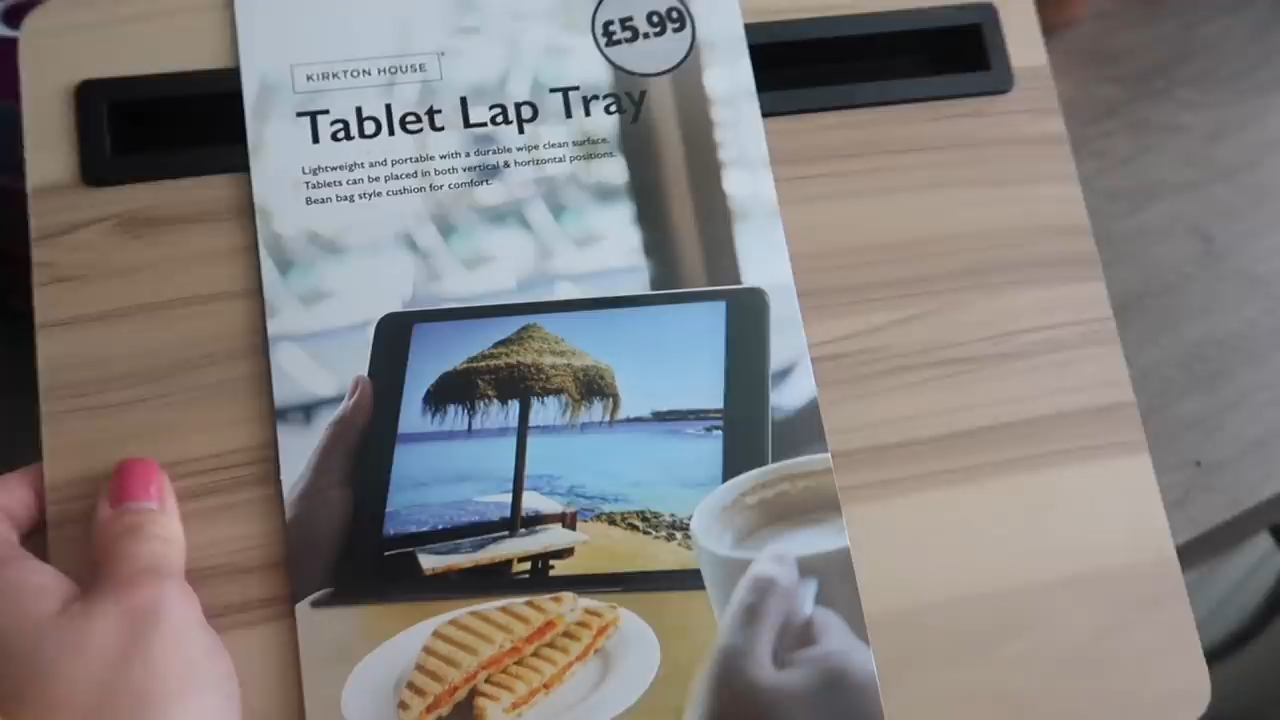 £5.99
KIRKTON HOUSE
Tablet Lap Tray
Lightweight and portable with a durable wipe clean surface.
Tablets can be placed in both vertical & horizontal positions.
Bean bag style cushion for comfort.